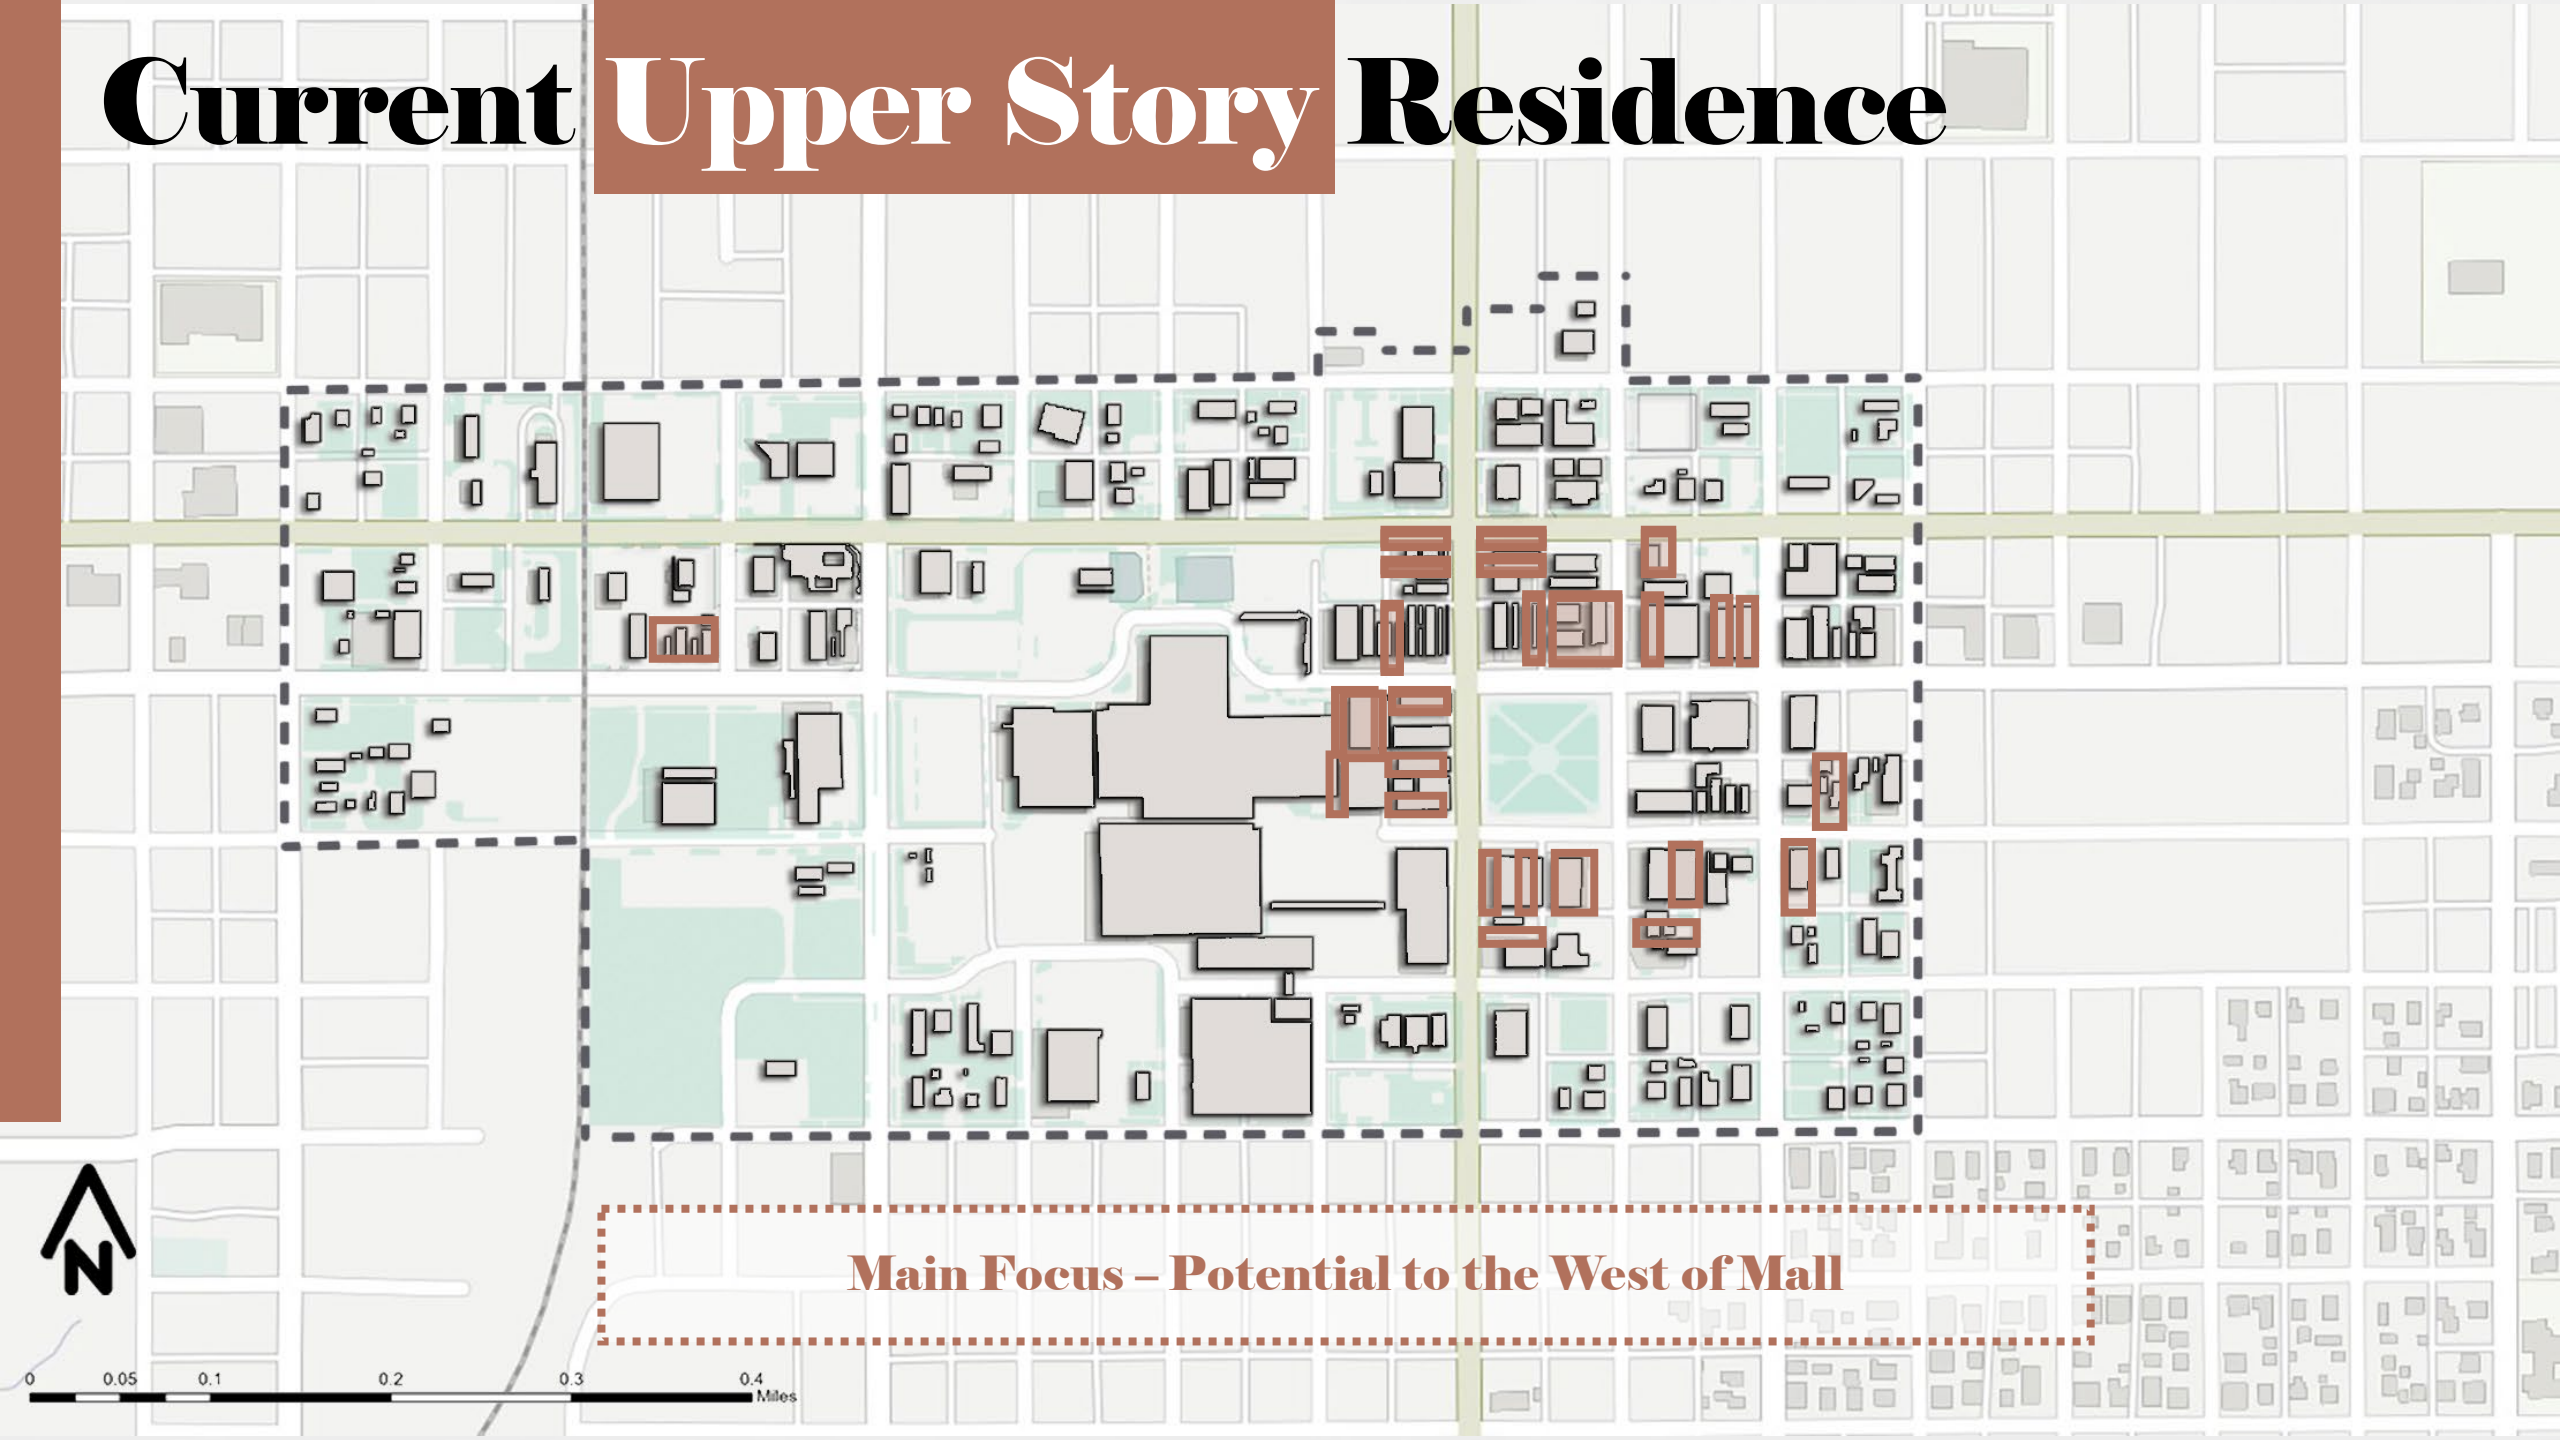 Current Upper Story Residence
Main Focus – Potential to the West of Mall
N
0 0.05 0.1 0.2 0.3 0.4
Miles